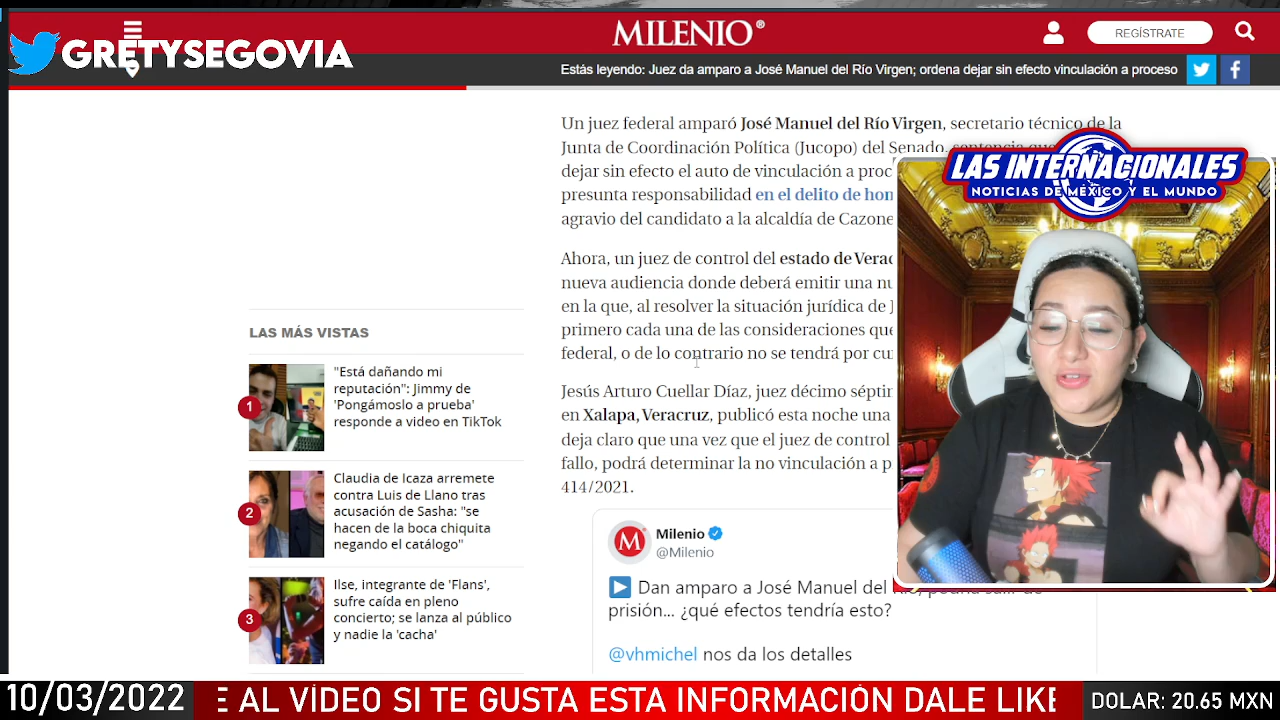 GRETYSEGOVIA
MILENIO®
REGÍSTRATE
Estás leyendo: Juez da amparo a José Manuel del Río Virgen; ordena dejar sin efecto vinculación a proceso
Un juez federal amparó José Manuel del Río Virgen, secretario técnico de la
Junta de Coordinación Política (Jucopo) del Senado, sentencia
dejar sin efecto el auto de vinculación a
presunta responsabilidad en el delito de
agravio del candidato a la alcaldía de
Ahora, un juez de control del estado de
nueva audiencia donde deberá emitir una
en la que, al resolver la situación jurídica de
primero cada una de las consideraciones
federal, o de lo contrario no se tendrá por
Jesús Arturo Cuellar Díaz, juez décimo
en Xalapa, Veracruz, publicó esta noche una
deja claro que una vez que el juez de control
fallo, podrá determinar la no vinculación a
414/2021.
LAS MÁS VISTAS
1
"Está dañando mi
reputación": Jimmy de
'Pongámoslo a prueba'
responde a video en TikTok
2
Claudia de Icaza arremete
contra Luis de Llano tras
acusación de Sasha: "se
hacen de la boca chiquita
negando el catálogo"
3
Ilse, integrante de 'Flans',
sufre caída en pleno
concierto; se lanza al público
y nadie la 'cacha'
M
Milenio
@Milenio
Dan amparo a José Manuel del
prisión... ¿qué efectos tendría esto?
@vhmichel nos da los detalles
LAS INTERNACIONALES
NOTICIAS DE MÉXICO Y EL MUNDO
10/03/2022
E AL VÍDEO SI TE GUSTA ESTA INFORMACIÓN DALE LIKE
DOLAR: 20.65 MXN